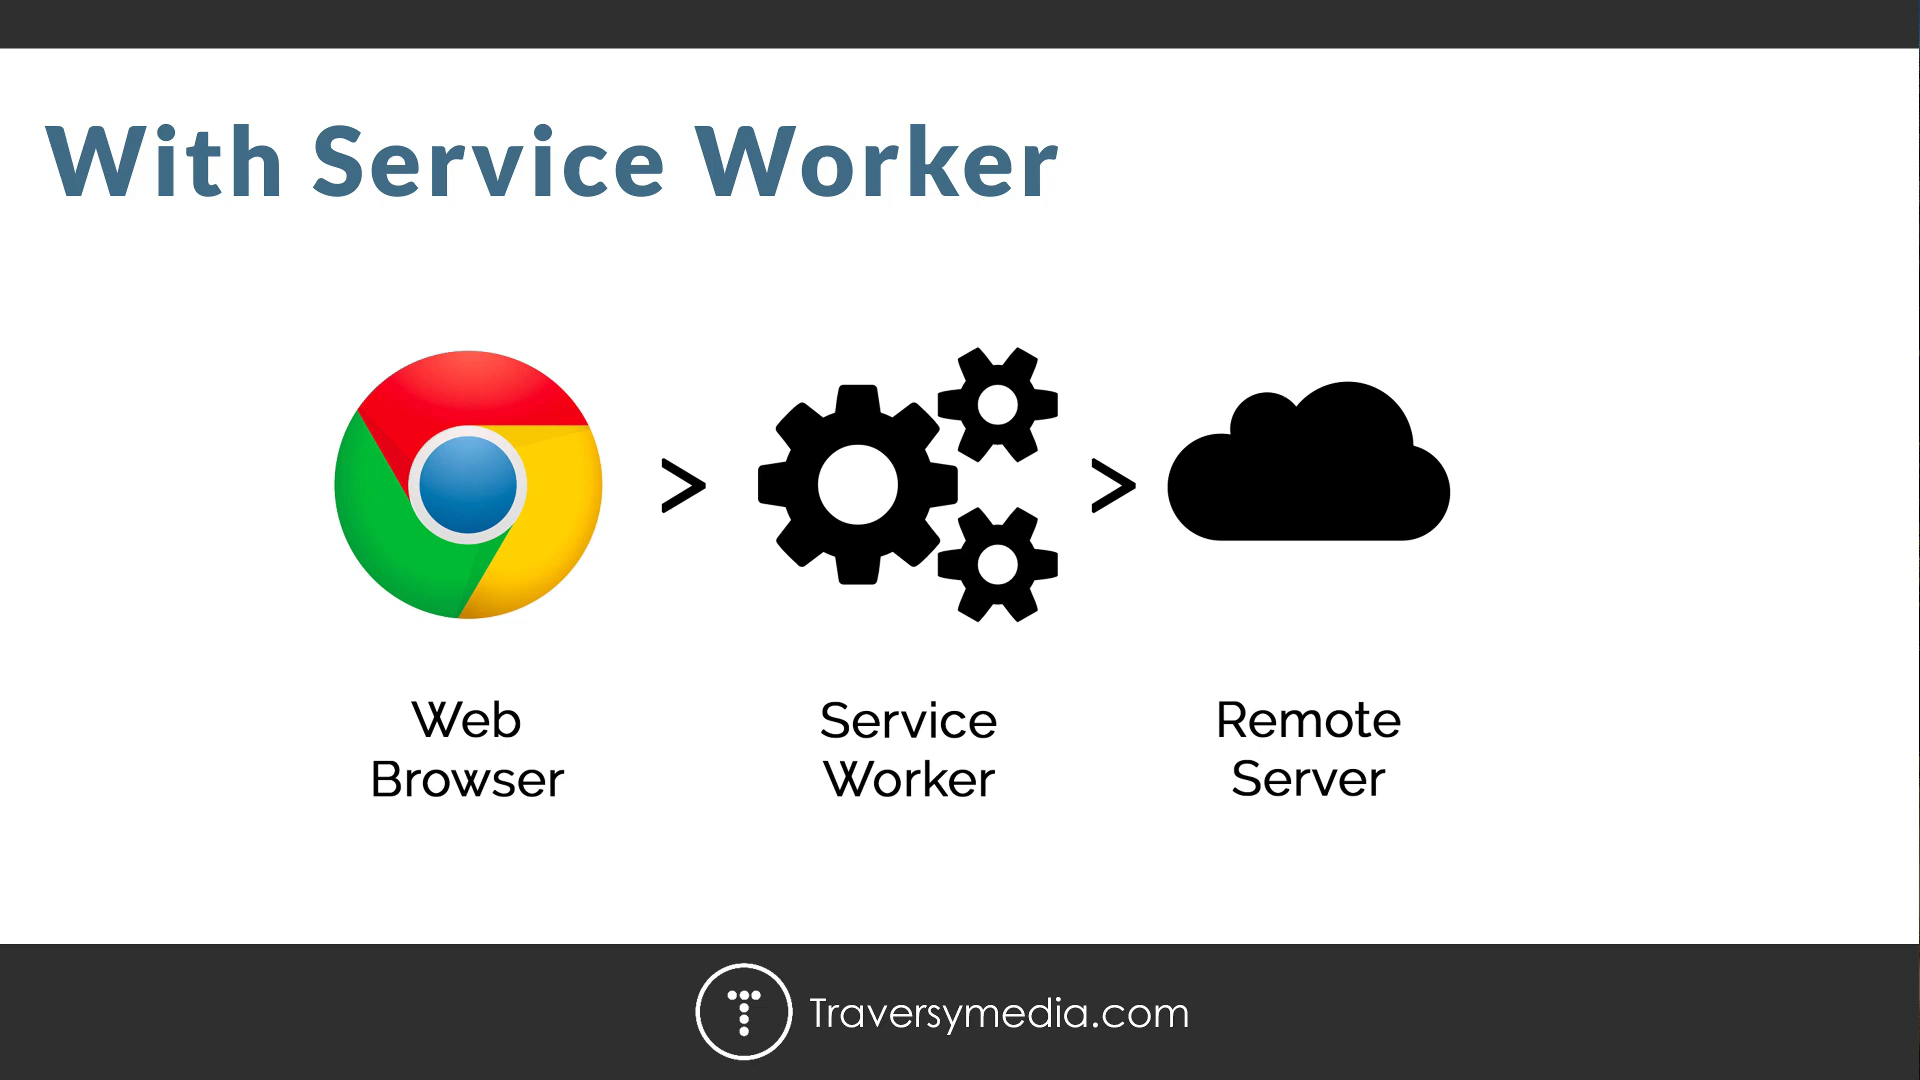 With Service Worker
>
>
Web
Browser
Service
Worker
Remote
Server
Traversymedia.com